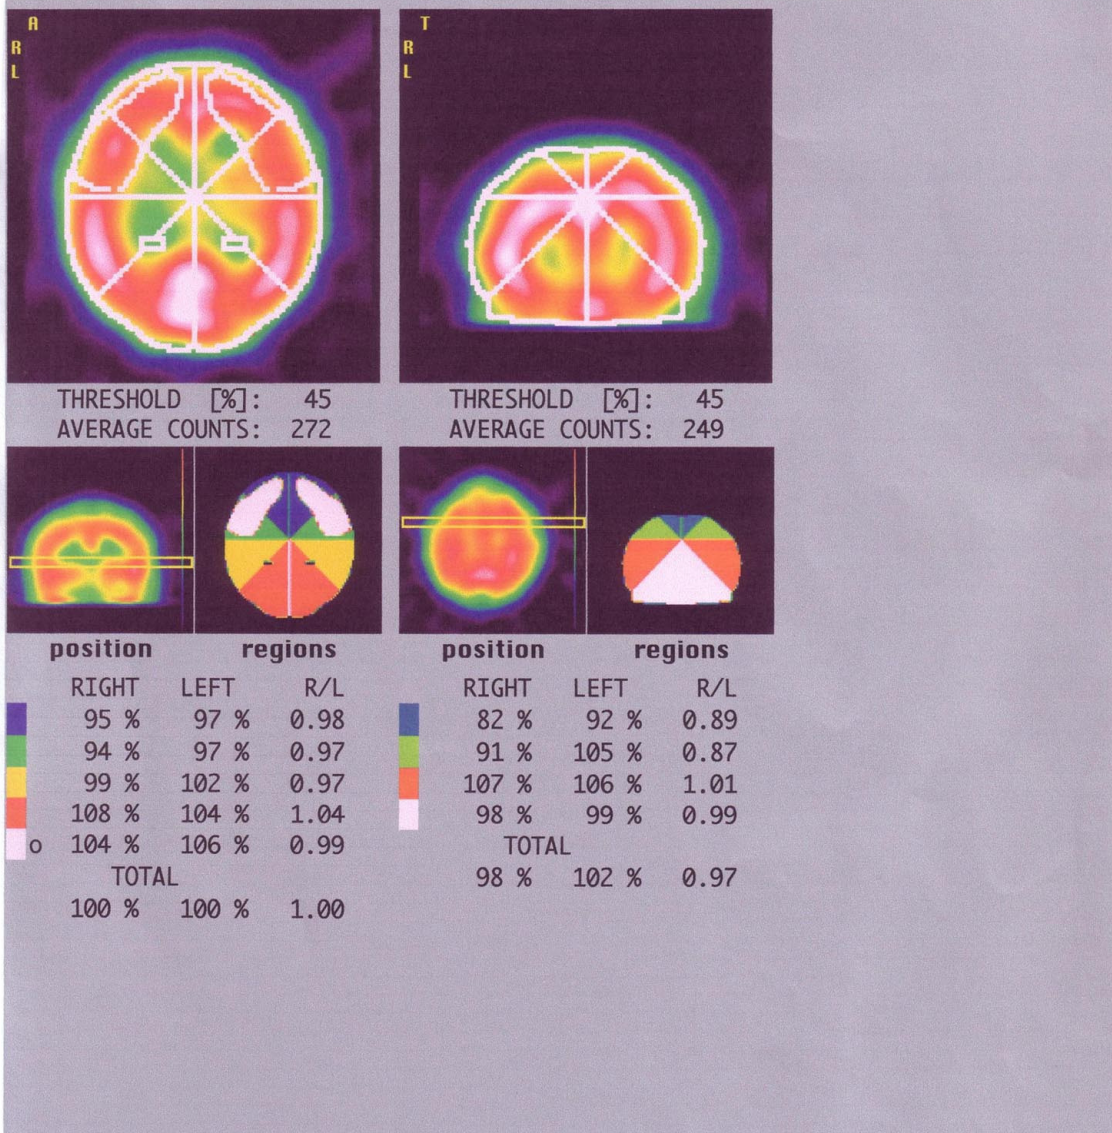 A
R
L
THRESHOLD [%]: 45
AVERAGE COUNTS: 272
position regions
RIGHT LEFT R/L
95 % 97 % 0.98
94 % 97 % 0.97
99 % 102 % 0.97
108 % 104 % 1.04
o 104 % 106 % 0.99
TOTAL
100 % 100 % 1.00
T
R
L
THRESHOLD [%]: 45
AVERAGE COUNTS: 249
position regions
RIGHT LEFT R/L
82 % 92 % 0.89
91 % 105 % 0.87
107 % 106 % 1.01
98 % 99 % 0.99
TOTAL
98 % 102 % 0.97